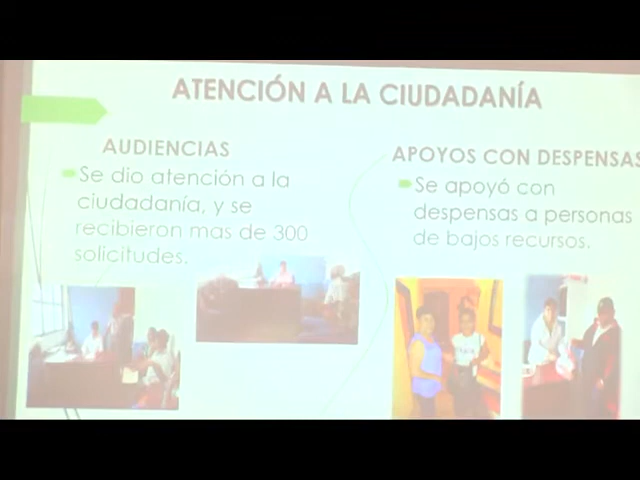 ATENCIÓN A LA CIUDADANÍA
AUDIENCIAS
Se dio atención a la
ciudadanía, y se
recibieron mas de 300
solicitudes.
APOYOS CON DESPENSAS
Se apoyó con
despensas a personas
de bajos recursos.